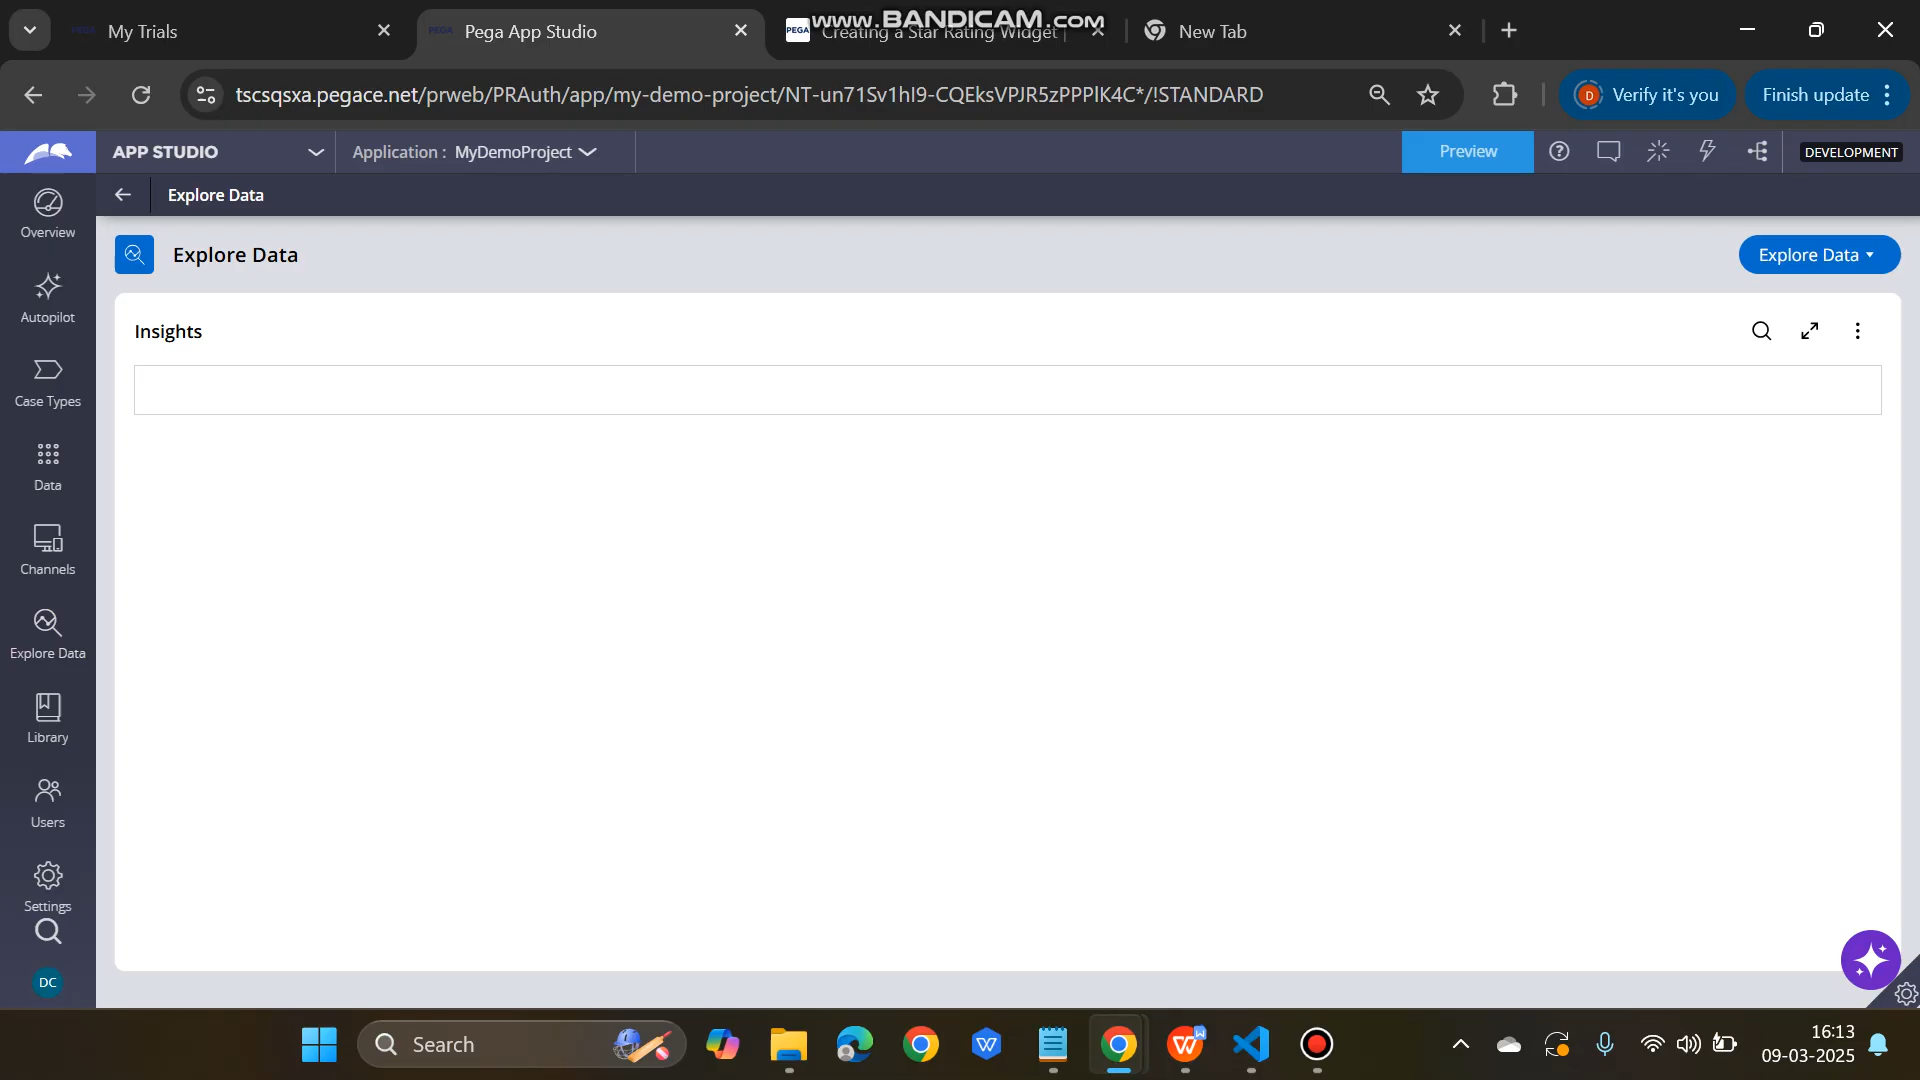 My Trials
Pega App Studio
Creating a Star Rating Widget |
New Tab
www.BANDICAM.com
tscsqsxa.pegace.net/prweb/PRAuth/app/my-demo-project/NT-un71Sv1hI9-CQEksVPJR5zPPPlK4C*/!STANDARD
D
Verify it's you
Finish update
APP STUDIO
Application : MyDemoProject
Preview
DEVELOPMENT
Explore Data
Overview
Explore Data
Explore Data
Autopilot
Insights
Case Types
Data
Channels
Explore Data
Library
Users
Settings
DC
Search
16:13
09-03-2025